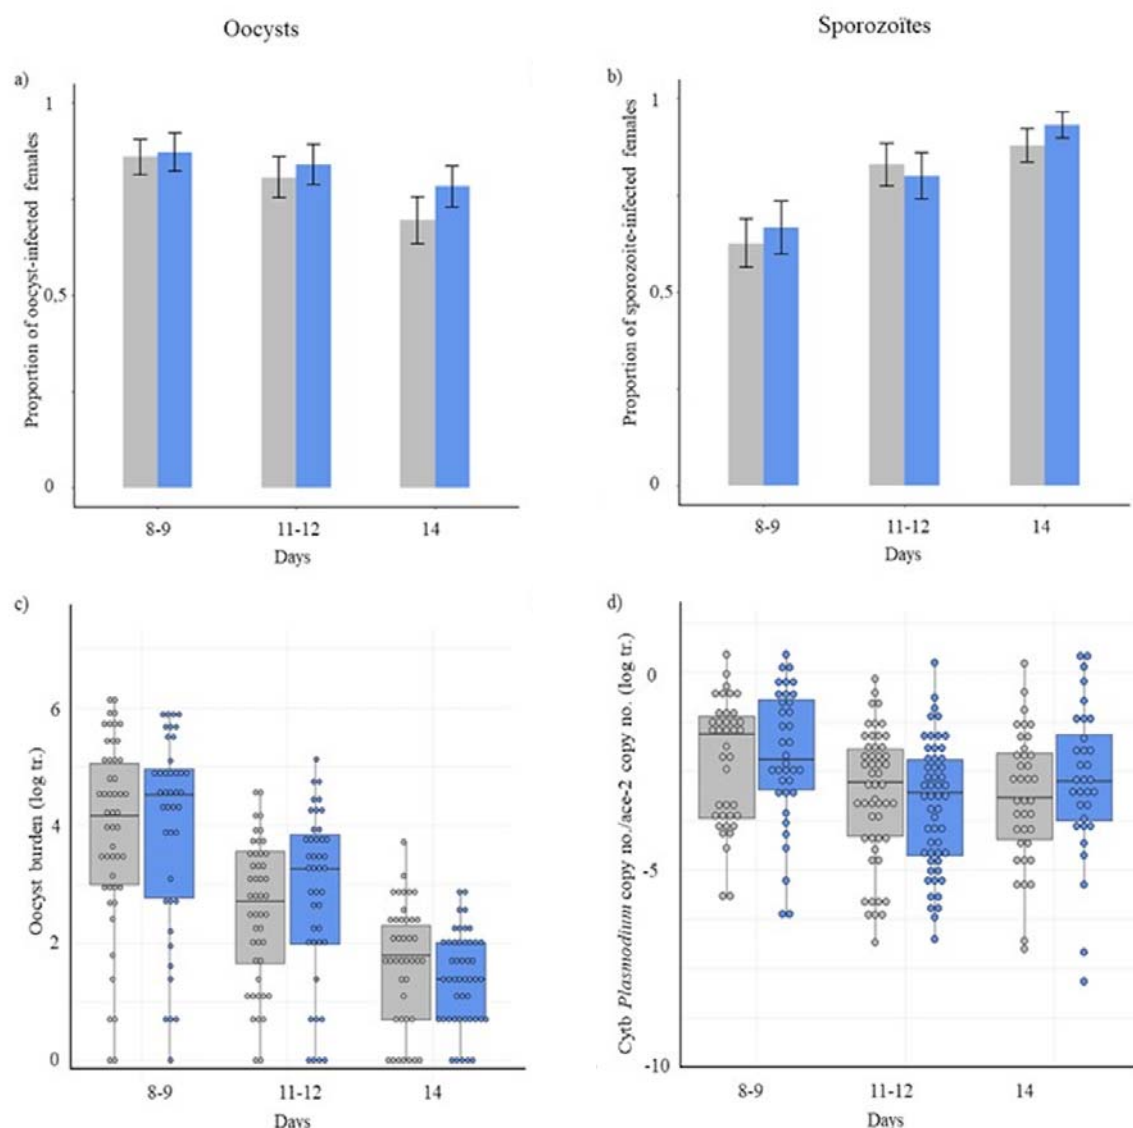 Oocysts
Sporozoïtes
a)
Proportion of oocyst-infected females
1
0,5
0
8-9
11-12
14
Days
b)
Proportion of sporozoite-infected females
1
0,5
0
8-9
11-12
14
Days
c)
Oocyst burden (log tr.)
6
4
2
0
8-9
11-12
14
Days
d)
Cytb Plasmodium copy no./ace-2 copy no. (log tr.)
0
-5
-10
8-9
11-12
14
Days